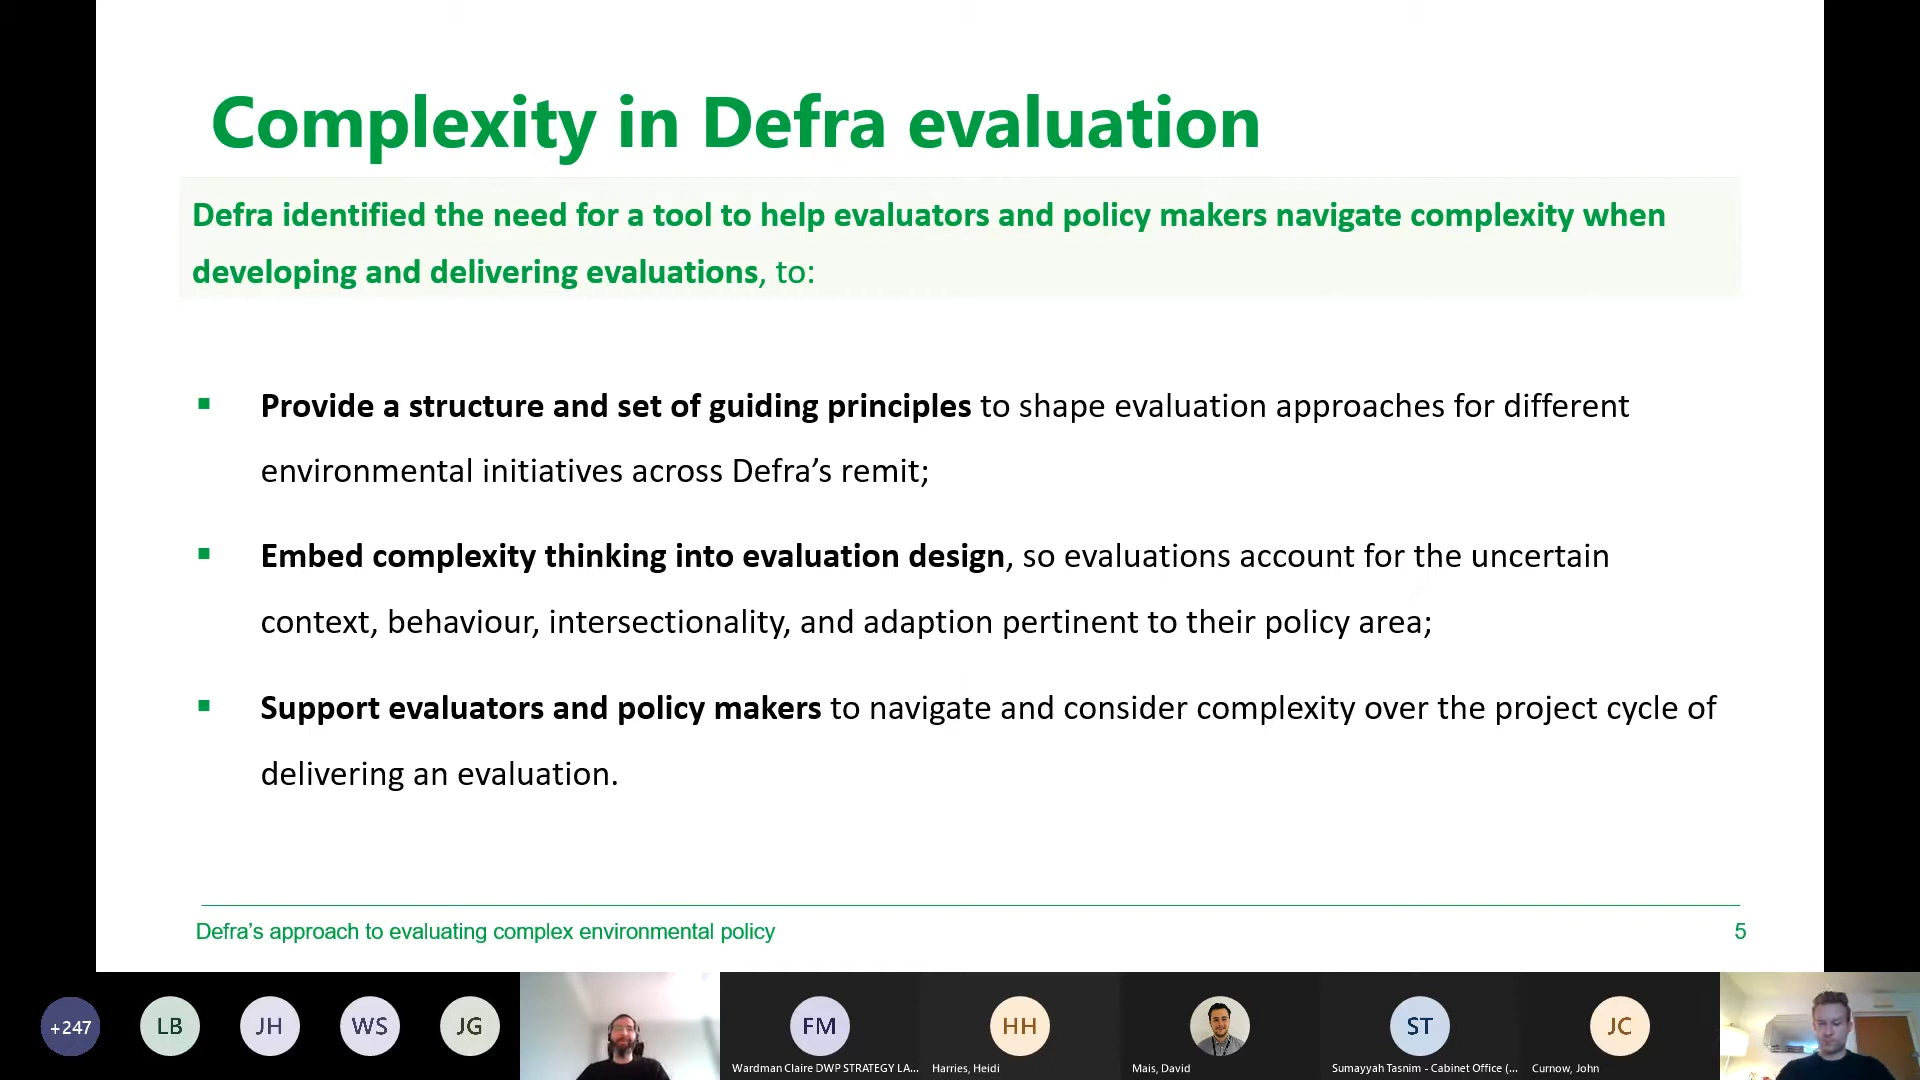 Complexity in Defra evaluation
Defra identified the need for a tool to help evaluators and policy makers navigate complexity when
developing and delivering evaluations, to:
Provide a structure and set of guiding principles to shape evaluation approaches for different
environmental initiatives across Defra’s remit;
Embed complexity thinking into evaluation design, so evaluations account for the uncertain
context, behaviour, intersectionality, and adaption pertinent to their policy area;
Support evaluators and policy makers to navigate and consider complexity over the project cycle of
delivering an evaluation.
Defra’s approach to evaluating complex environmental policy
5
+247
LB
JH
WS
JG
FM
HH
ST
JC
Wardman Claire DWP STRATEGY LA...
Harries, Heidi
Mais, David
Sumayyah Tasnim - Cabinet Office (...
Curnow, John